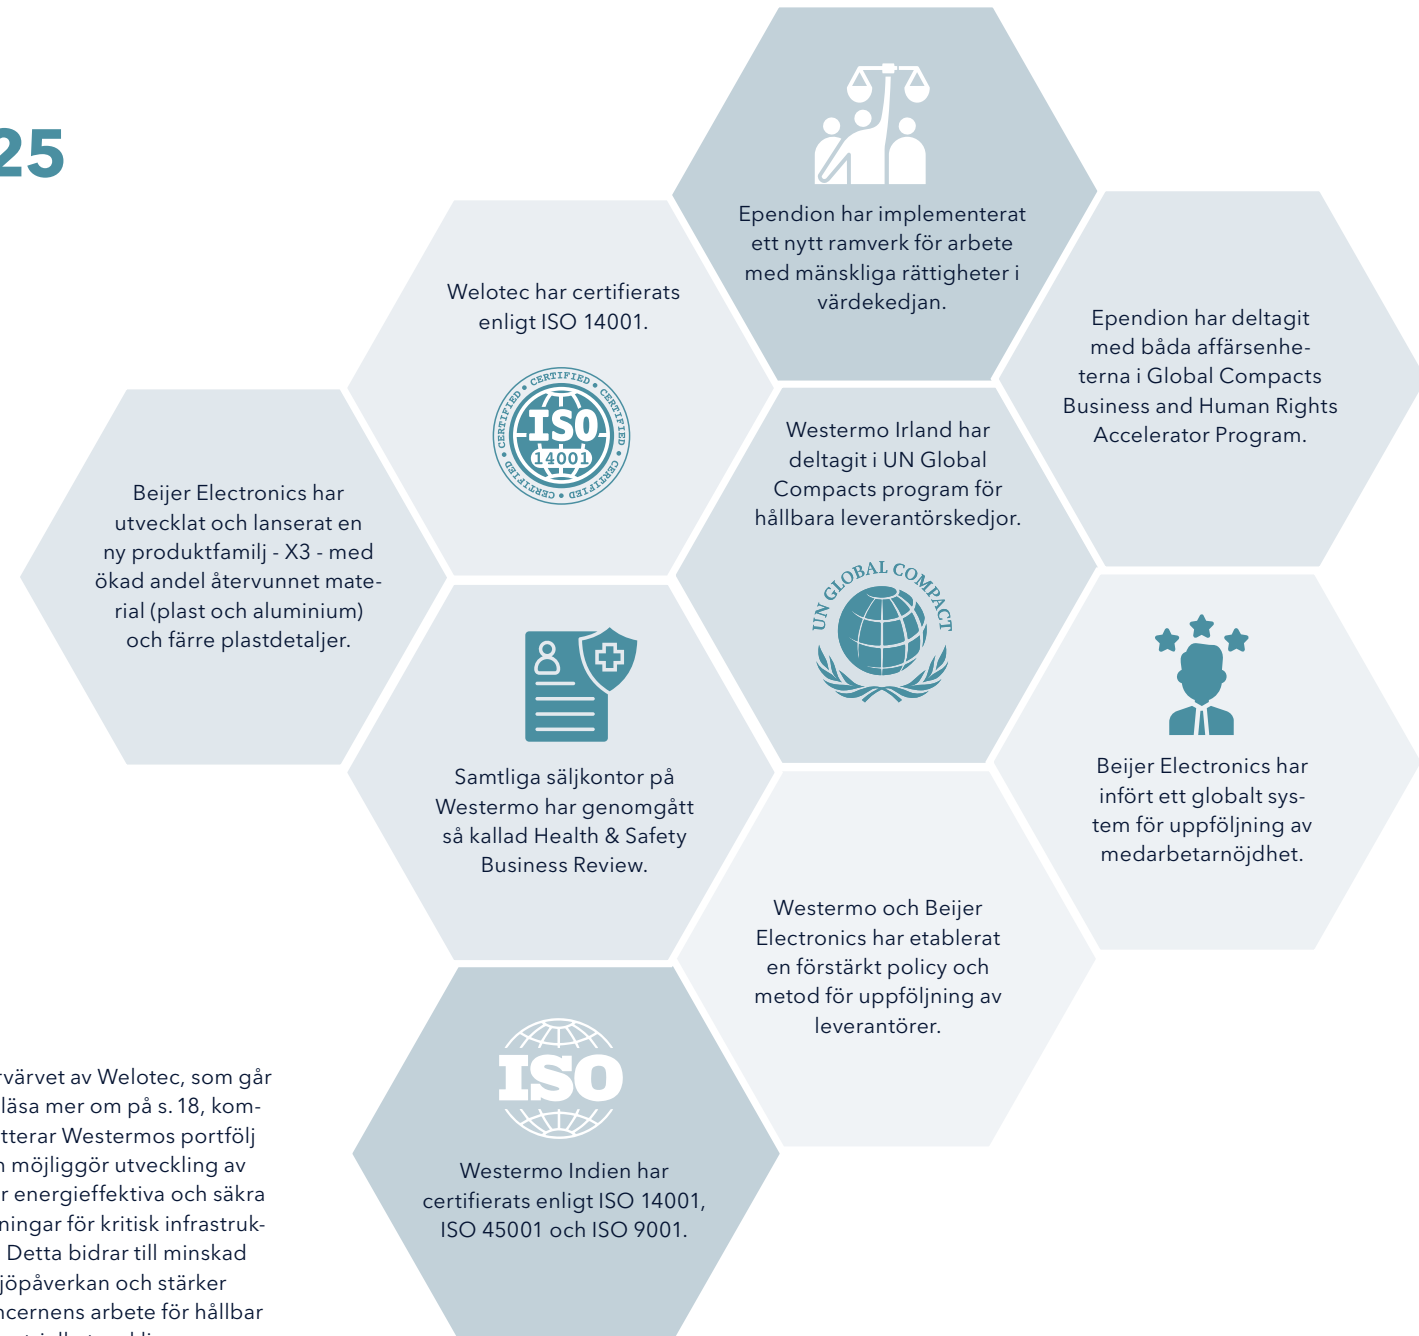 25
Ependion har implementerat
ett nytt ramverk för arbete
med mänskliga rättigheter i
värdekedjan.
Welotec har certifierats
enligt ISO 14001.
CERTIFIED • CERTIFIED • CERTIFIED • CERTIFIED • CERTIFIED •
ISO
14001
Ependion har deltagit
med båda affärsenhe-
terna i Global Compacts
Business and Human Rights
Accelerator Program.
Westermo Irland har
deltagit i UN Global
Compacts program för
hållbara leverantörskedjor.
UN GLOBAL COMPACT
Beijer Electronics har
utvecklat och lanserat en
ny produktfamilj - X3 - med
ökad andel återvunnet mate-
rial (plast och aluminium)
och färre plastdetaljer.
Samtliga säljkontor på
Westermo har genomgått
så kallad Health & Safety
Business Review.
Beijer Electronics har
infört ett globalt sys-
tem för uppföljning av
medarbetarnöjdhet.
Westermo och Beijer
Electronics har etablerat
en förstärkt policy och
metod för uppföljning av
leverantörer.
ISO
Westermo Indien har
certifierats enligt ISO 14001,
ISO 45001 och ISO 9001.
rvärvet av Welotec, som går
läsa mer om på s. 18, kom-
tterar Westermos portfölj
möjliggör utveckling av
r energieffektiva och säkra
ningar för kritisk infrastruk-
Detta bidrar till minskad
jöpåverkan och stärker
ncernens arbete för hållbar